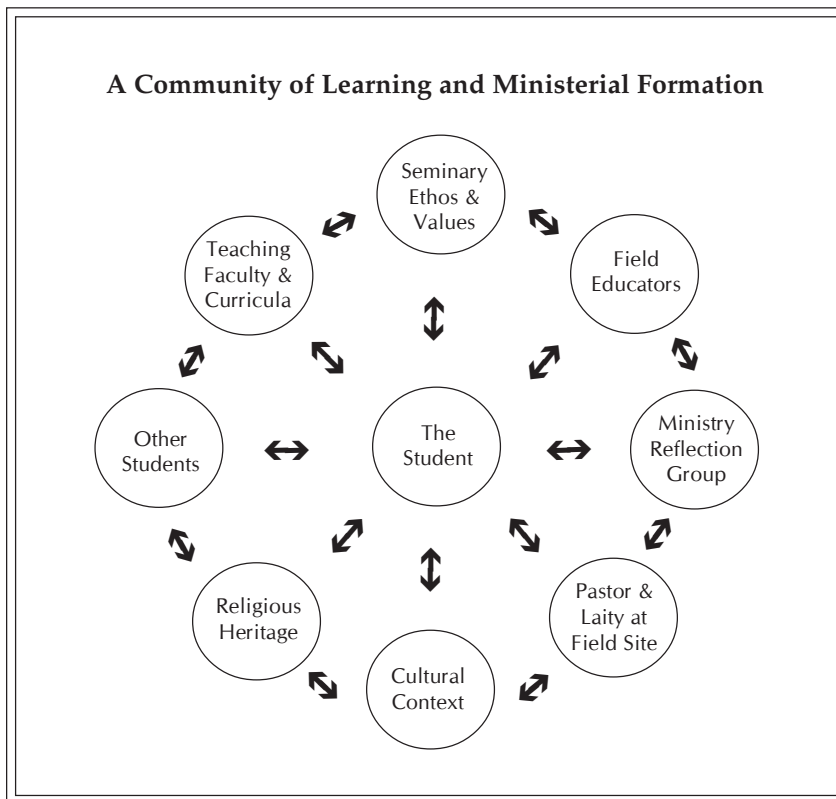 A Community of Learning and Ministerial Formation
Seminary
Ethos &
Values
Teaching
Faculty &
Curricula
Field
Educators
Other
Students
The
Student
Ministry
Reflection
Group
Religious
Heritage
Pastor &
Laity at
Field Site
Cultural
Context